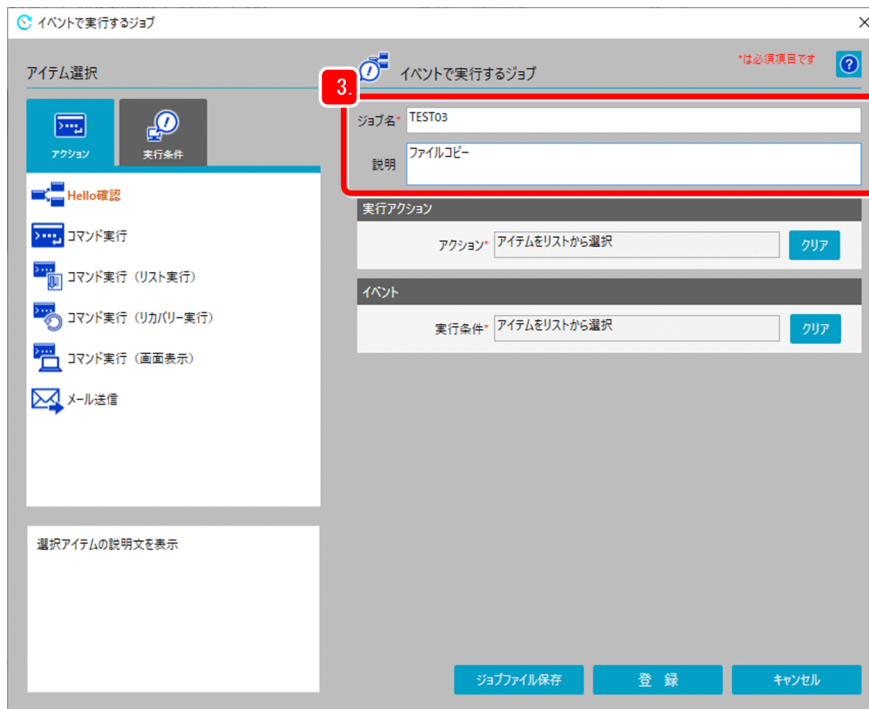 イベントで実行するジョブ
アイテム選択
アクション
実行条件
Hello確認
コマンド実行
コマンド実行（リスト実行）
コマンド実行（リカバリー実行）
コマンド実行（画面表示）
メール送信
選択アイテムの説明文を表示
イベントで実行するジョブ
*は必須項目です
?
3.
ジョブ名* TEST03
説明 ファイルコピー
実行アクション
アクション* アイテムをリストから選択 クリア
イベント
実行条件* アイテムをリストから選択 クリア
ジョブファイル保存 登 録 キャンセル